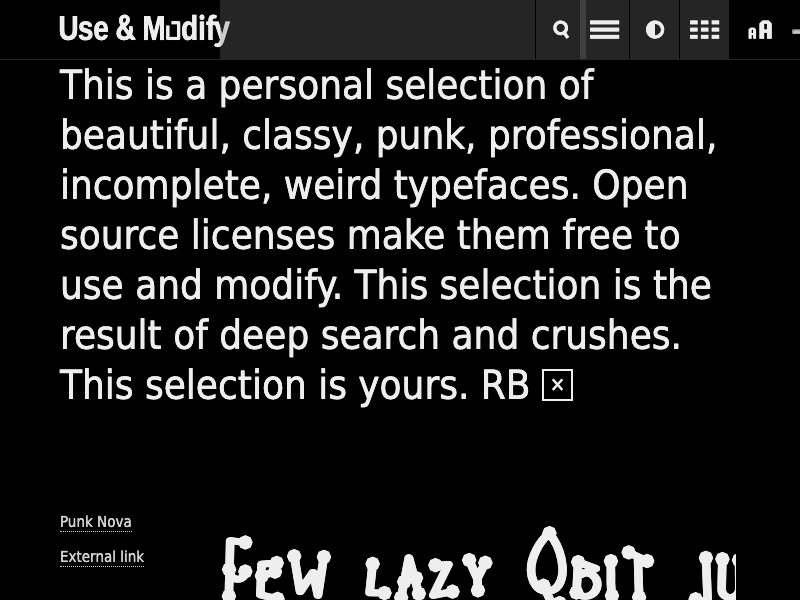 Use & M▯dify
aA
This is a personal selection of
beautiful, classy, punk, professional,
incomplete, weird typefaces. Open
source licenses make them free to
use and modify. This selection is the
result of deep search and crushes.
This selection is yours. RB
Punk Nova
External link
Few lazy Qbit